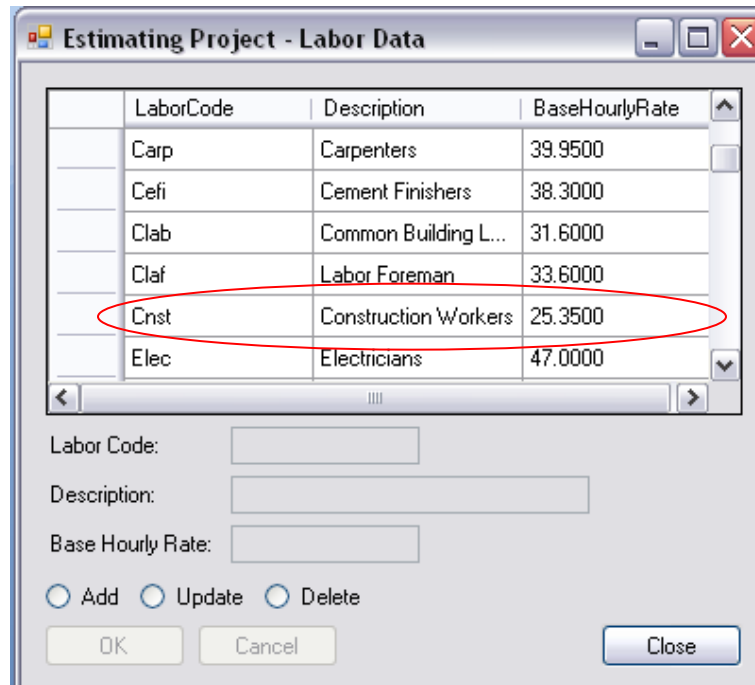 Estimating Project - Labor Data
LaborCode Description BaseHourlyRate
Carp Carpenters 39.9500
Cefi Cement Finishers 38.3000
Clab Common Building L... 31.6000
Claf Labor Foreman 33.6000
Cnst Construction Workers 25.3500
Elec Electricians 47.0000
Labor Code:
Description:
Base Hourly Rate:
Add Update Delete
OK Cancel Close